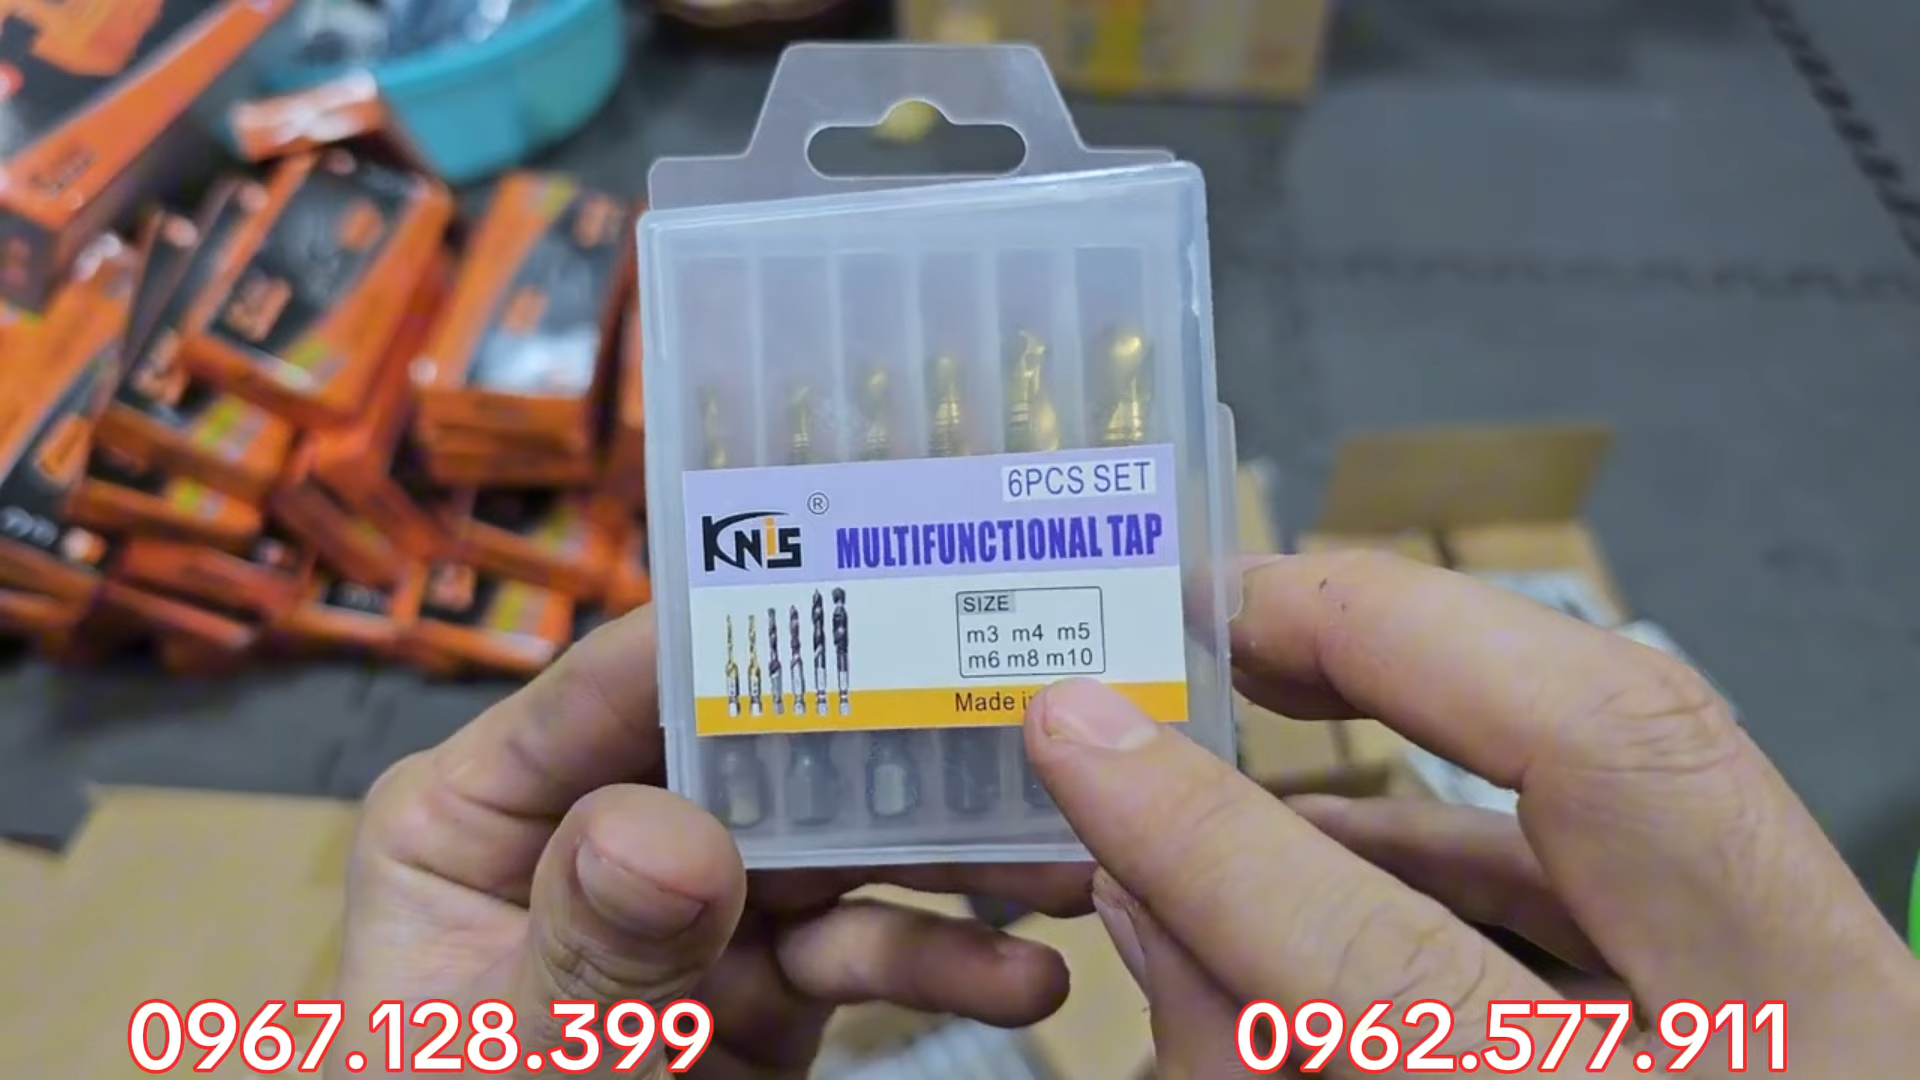 6PCS SET
KNiS ®
MULTIFUNCTIONAL TAP
SIZE
m3 m4 m5
m6 m8 m10
Made
0967.128.399
0962.577.911